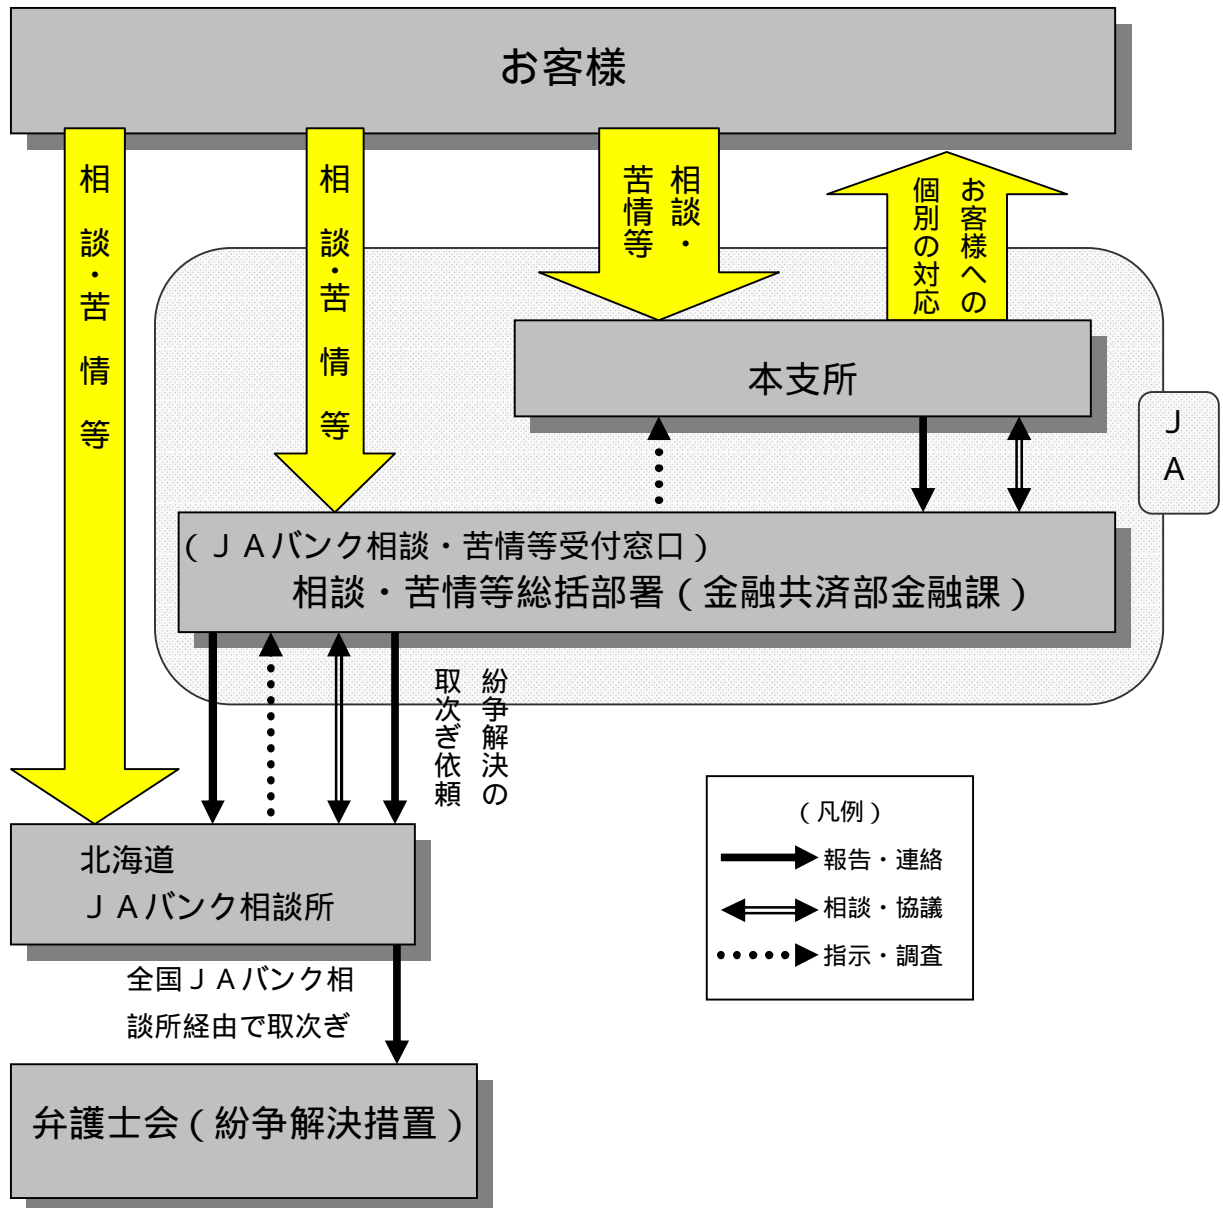 お客様
相談・苦情等
相談・苦情等
相談・
苦情等
お客様への
個別の対応
本支所
ＪＡ
（ＪＡバンク相談・苦情等受付窓口）
相談・苦情等総括部署（金融共済部金融課）
紛争解決の
取次ぎ依頼
北海道
ＪＡバンク相談所
全国ＪＡバンク相
談所経由で取次ぎ
弁護士会（紛争解決措置）
（凡例）
報告・連絡
相談・協議
指示・調査